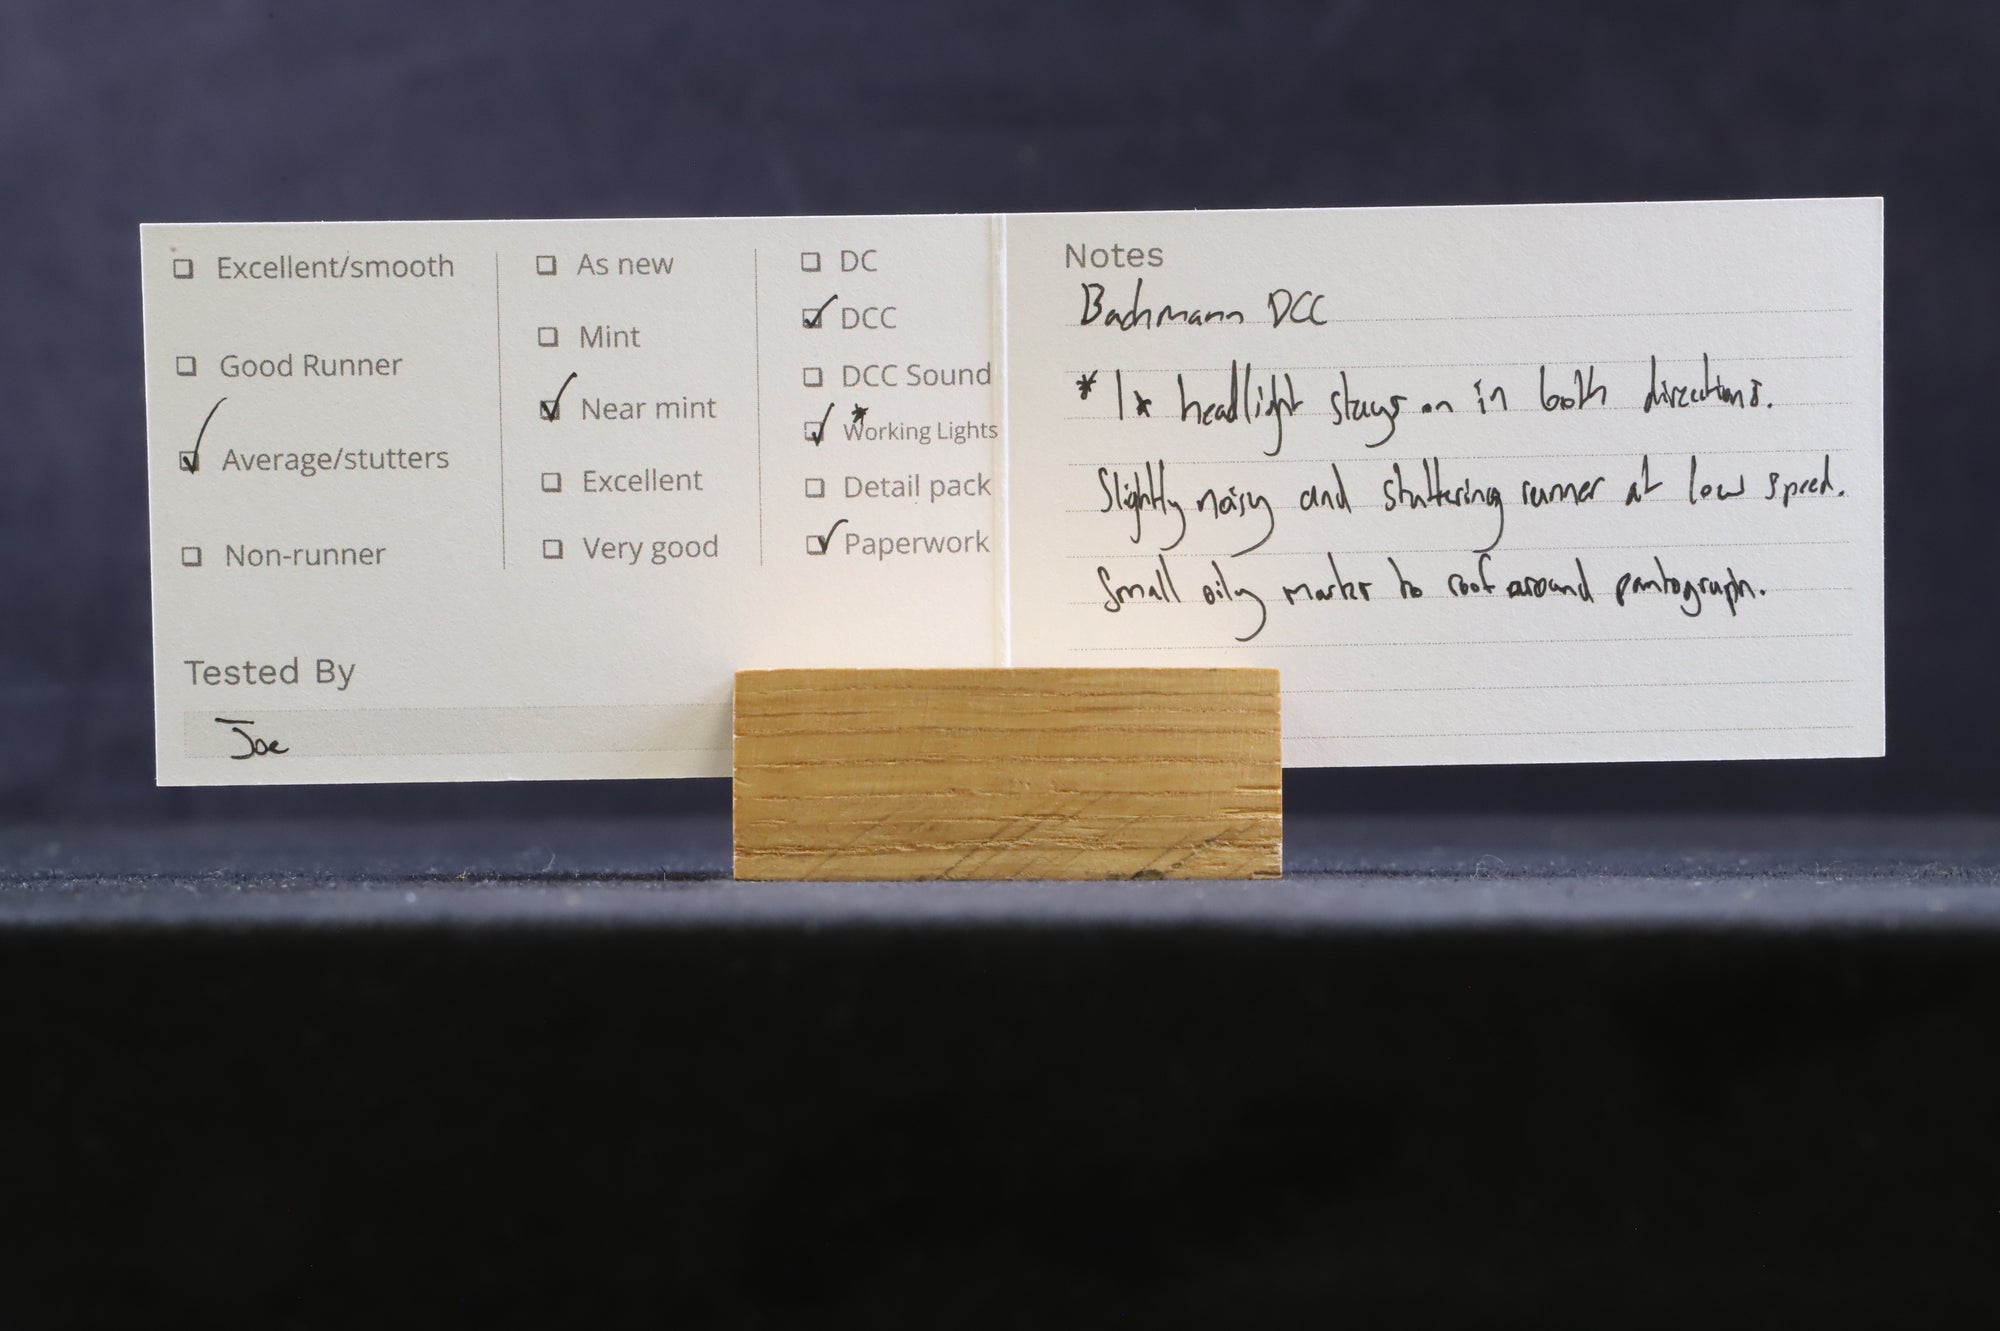 ☐ Excellent/smooth
☐ Good Runner
☑ Average/stutters
☐ Non-runner
☐ As new
☐ Mint
☑ Near mint
☐ Excellent
☐ Very good
☐ DC
☑ DCC
☐ DCC Sound
☑ *Working Lights
☐ Detail pack
☑ Paperwork
Tested By
Joe
Notes
Bachmann DCC
* 1x headlight stays on in both directions.
Slightly noisy and stuttering runner at low speed.
Small oily marks to roof around pantograph.